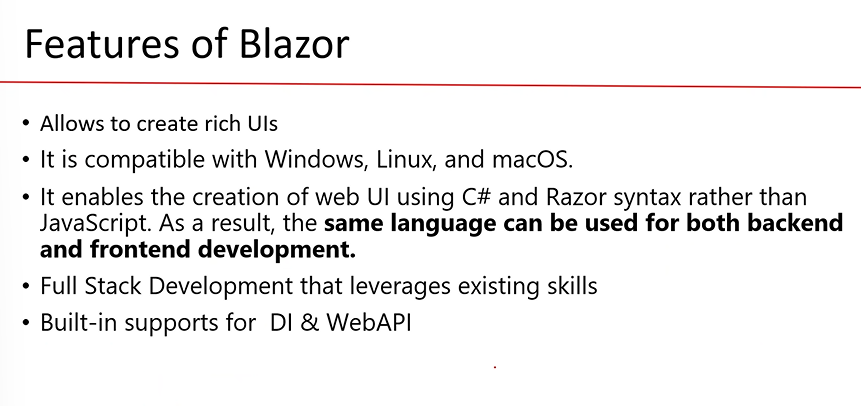 Features of Blazor
• Allows to create rich UIs
• It is compatible with Windows, Linux, and macOS.
• It enables the creation of web UI using C# and Razor syntax rather than
JavaScript. As a result, the same language can be used for both backend
and frontend development.
• Full Stack Development that leverages existing skills
• Built-in supports for  DI & WebAPI